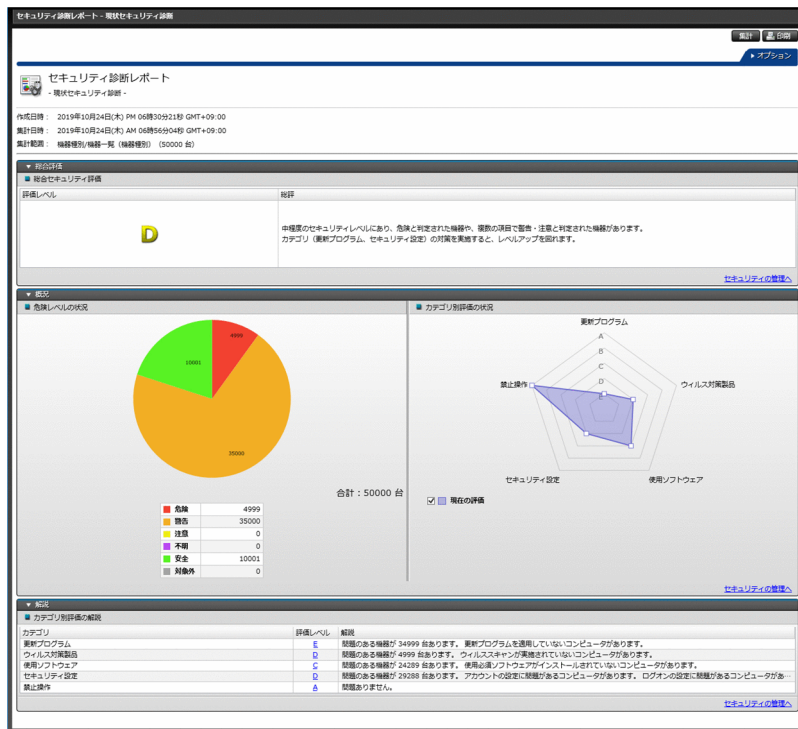 セキュリティ診断レポート - 現状セキュリティ診断
集計 印刷
オプション
セキュリティ診断レポート
- 現状セキュリティ診断 -
作成日時： 2019年10月24日(木) PM 06時30分21秒 GMT+09:00
集計日時： 2019年10月24日(木) AM 06時56分04秒 GMT+09:00
集計範囲： 機器種別/機器一覧（機器種別）（50000 台）
総合評価
総合セキュリティ評価
評価レベル 総評
D
中程度のセキュリティレベルにあり、危険と判定された機器や、複数の項目で警告・注意と判定された機器があります。
カテゴリ（更新プログラム、セキュリティ設定）の対策を実施すると、レベルアップを図れます。
セキュリティの管理へ
概況
危険レベルの状況
4999
10001
35000
合計：50000 台
危険 4999
警告 35000
注意 0
不明 0
安全 10001
対象外 0
カテゴリ別評価の状況
更新プログラム
A
B
C
D
E
禁止操作
ウィルス対策製品
セキュリティ設定
使用ソフトウェア
現在の評価
セキュリティの管理へ
解説
カテゴリ別評価の解説
カテゴリ 評価レベル 解説
更新プログラム E 問題のある機器が 34999 台あります。 更新プログラムを適用していないコンピュータがあります。
ウィルス対策製品 D 問題のある機器が 4999 台あります。 ウィルススキャンが実施されていないコンピュータがあります。
使用ソフトウェア C 問題のある機器が 24289 台あります。 使用必須ソフトウェアがインストールされていないコンピュータがあります。
セキュリティ設定 D 問題のある機器が 29288 台あります。 アカウントの設定に問題があるコンピュータがあります。 ログオンの設定に問題があるコンピュータがあ…
禁止操作 A 問題ありません。
セキュリティの管理へ